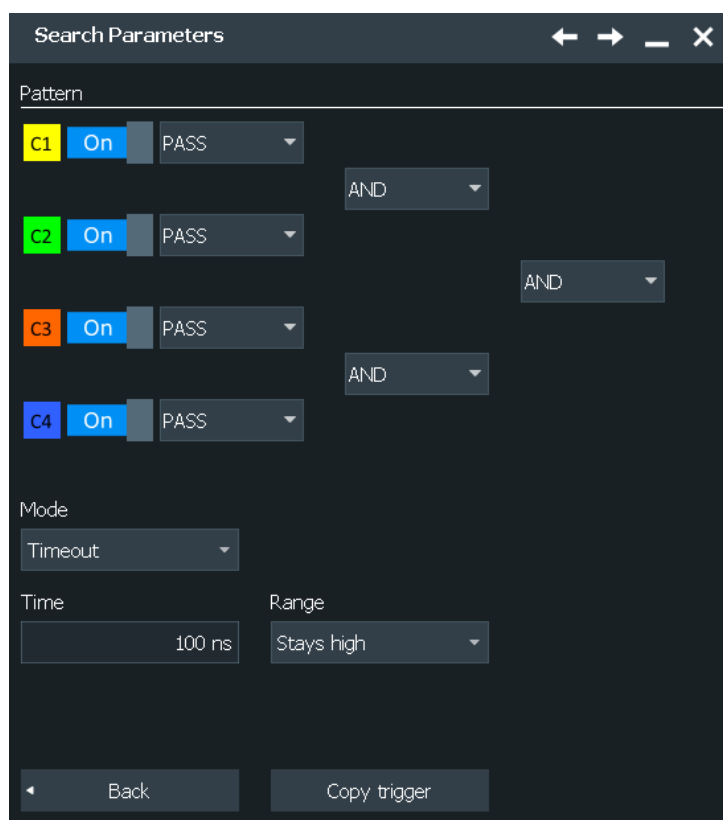 Search Parameters
Pattern
C1 On PASS
AND
C2 On PASS
AND
C3 On PASS
AND
C4 On PASS
Mode
Timeout
Time Range
100 ns Stays high
Back Copy trigger